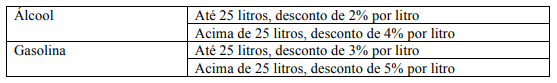 Álcool Até 25 litros, desconto de 2% por litro
Acima de 25 litros, desconto de 4% por litro
Gasolina Até 25 litros, desconto de 3% por litro
Acima de 25 litros, desconto de 5% por litro